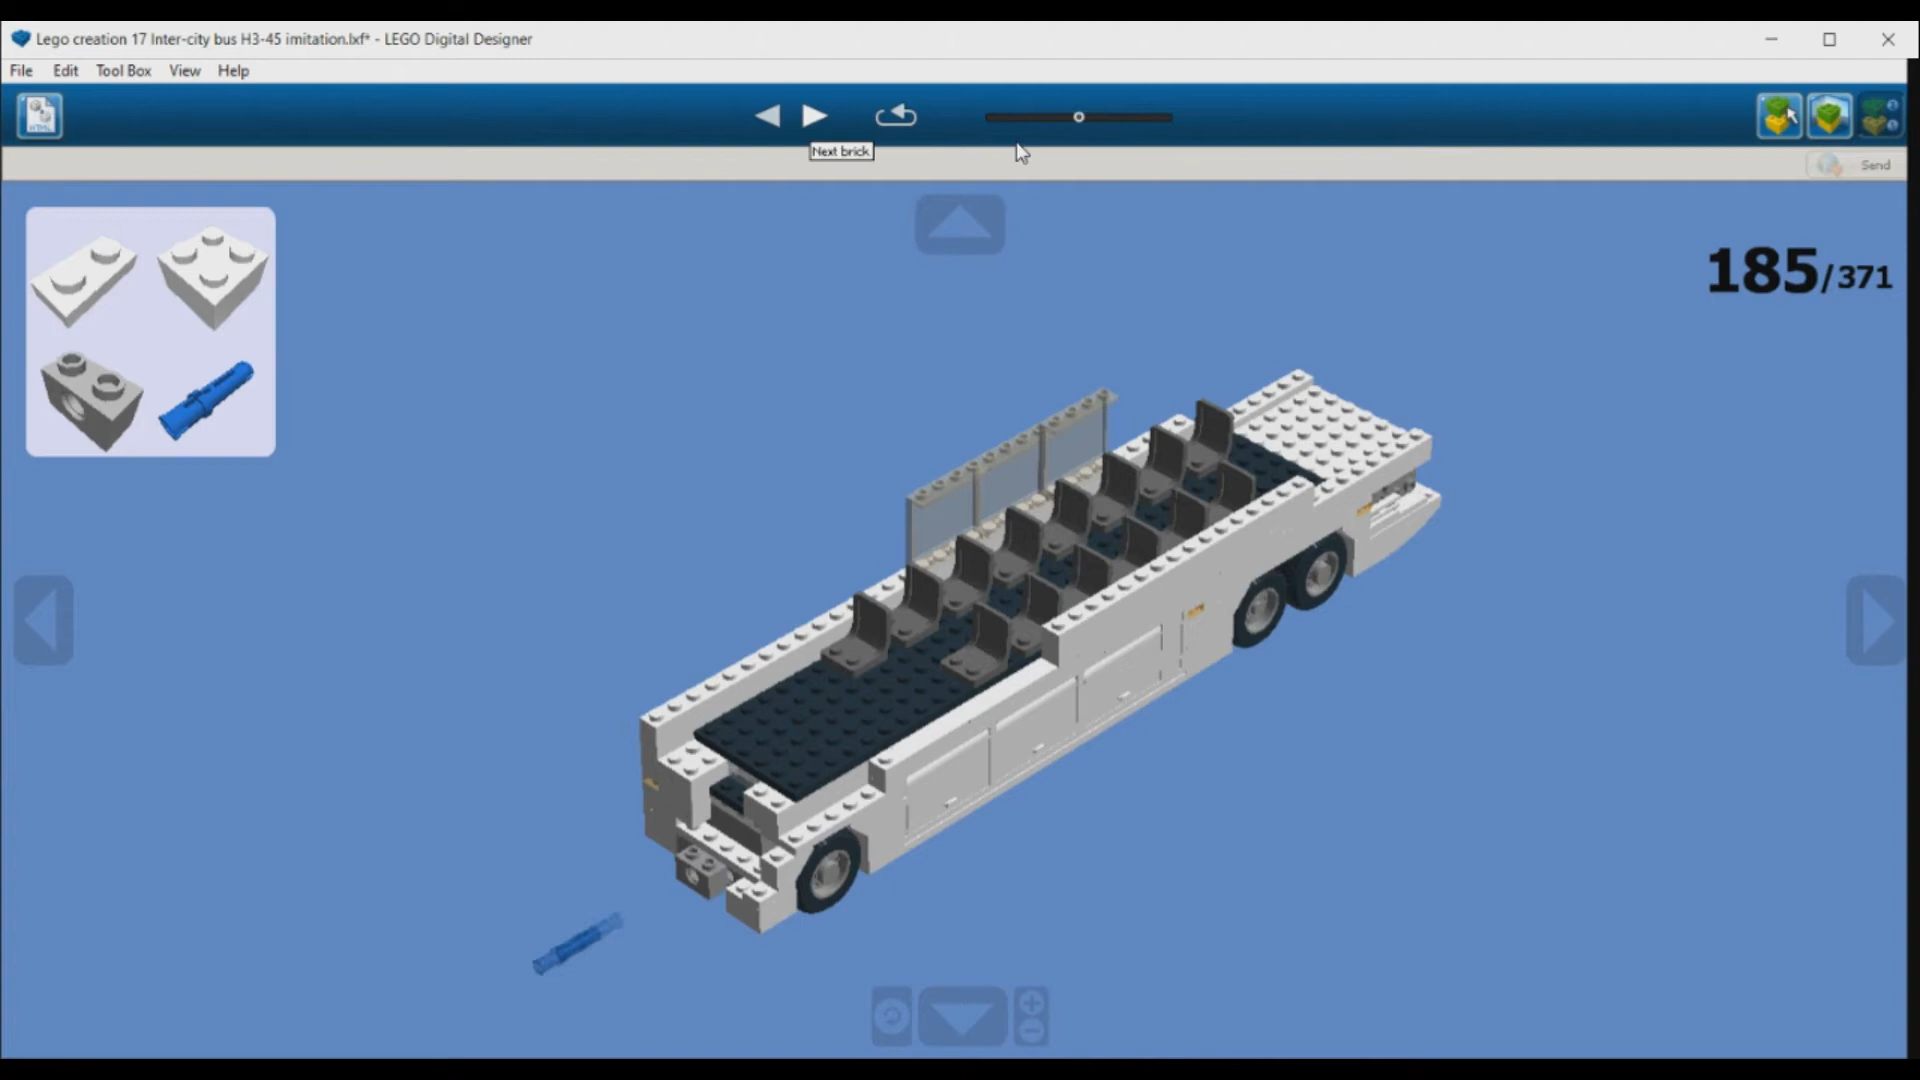 Lego creation 17 Inter-city bus H3-45 imitation.lxf* - LEGO Digital Designer
File Edit Tool Box View Help
HTML
Next brick
Send
185/371